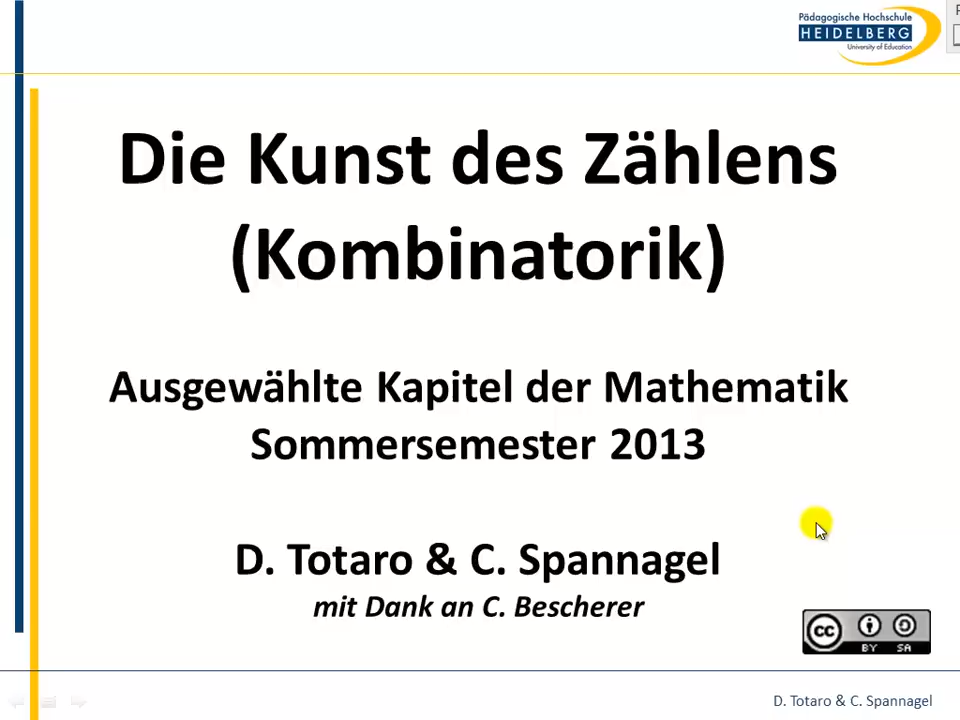 Pädagogische Hochschule
HEIDELBERG
University of Education
Die Kunst des Zählens
(Kombinatorik)
Ausgewählte Kapitel der Mathematik
Sommersemester 2013
D. Totaro & C. Spannagel
mit Dank an C. Bescherer
cc
BY SA
D. Totaro & C. Spannagel